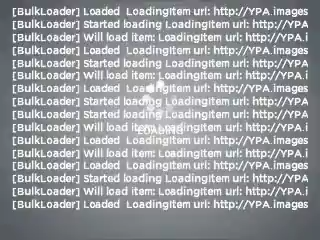 [BulkLoader] Loaded LoadingItem url: http://YPA.images
[BulkLoader] Started loading LoadingItem url: http://YPA
[BulkLoader] Will load item: LoadingItem url: http://YPA.i
[BulkLoader] Loaded LoadingItem url: http://YPA.images
[BulkLoader] Started loading LoadingItem url: http://YPA
[BulkLoader] Will load item: LoadingItem url: http://YPA.i
[BulkLoader] Loaded LoadingItem url: http://YPA.images
[BulkLoader] Started loading LoadingItem url: http://YPA
[BulkLoader] Loaded LoadingItem url: http://YPA.images
[BulkLoader] Will load item: LoadingItem url: http://YPA.i
LOADING
[BulkLoader] Loaded LoadingItem url: http://YPA.images
[BulkLoader] Will load item: LoadingItem url: http://YPA.i
[BulkLoader] Loaded LoadingItem url: http://YPA.images
[BulkLoader] Started loading LoadingItem url: http://YPA
[BulkLoader] Will load item: LoadingItem url: http://YPA.i
[BulkLoader] Loaded LoadingItem url: http://YPA.images